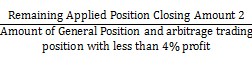 Remaining Applied Position Closing Amount 2
Amount of General Position and arbitrage trading
position with less than 4% profit